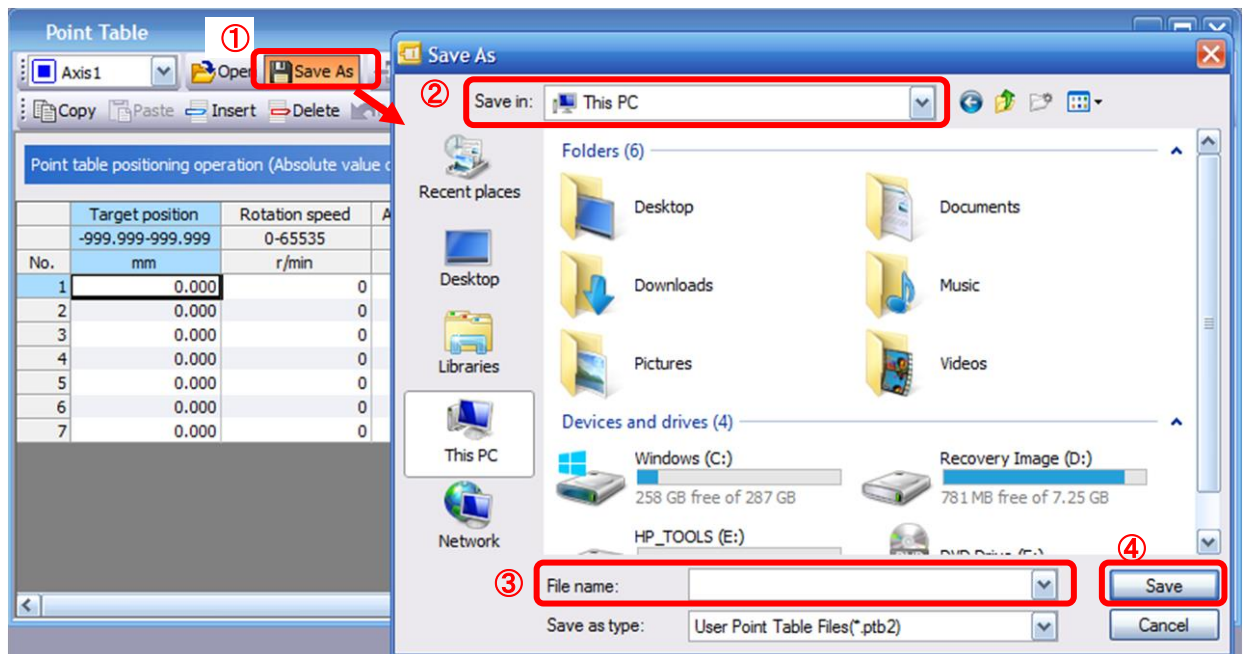 Point Table
①
Axis1 Open Save As
Copy Paste Insert Delete
Point table positioning operation (Absolute value
Target position Rotation speed A
-999.999-999.999 0-65535
No. mm r/min
1 0.000 0
2 0.000 0
3 0.000 0
4 0.000 0
5 0.000 0
6 0.000 0
7 0.000 0
Save As
② Save in: This PC
Recent places
Desktop
Libraries
This PC
Network
Folders (6)
Desktop Documents
Downloads Music
Pictures Videos
Devices and drives (4)
Windows (C:) Recovery Image (D:)
258 GB free of 287 GB 781 MB free of 7.25 GB
HP_TOOLS (E:)
③ File name:
④ Save
Save as type: User Point Table Files(*.ptb2) Cancel